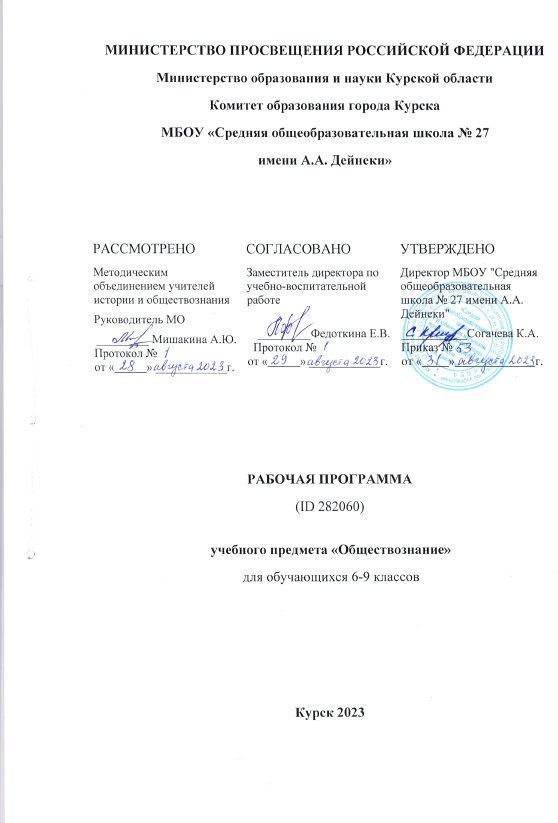 МИНИСТЕРСТВО ПРОСВЕЩЕНИЯ РОССИЙСКОЙ ФЕДЕРАЦИИ
Министерство образования и науки Курской области
Комитет образования города Курска
МБОУ «Средняя общеобразовательная школа № 27
имени А.А. Дейнеки»
РАССМОТРЕНО
Методическим
объединением учителей
истории и обществознания
Руководитель МО
Мишакина А.Ю.
Протокол № 1
от « 28 » августа 2023 г.
СОГЛАСОВАНО
Заместитель директора по
учебно-воспитательной
работе
Федоткина Е.В.
Протокол № 1
от « 29 » августа 2023 г.
УТВЕРЖДЕНО
Директор МБОУ "Средняя
общеобразовательная
школа № 27 имени А.А.
Дейнеки"
Согачева К.А.
Приказ № 53
от « 31 » августа 2023 г.
РАБОЧАЯ ПРОГРАММА
(ID 282060)
учебного предмета «Обществознание»
для обучающихся 6-9 классов
Курск 2023